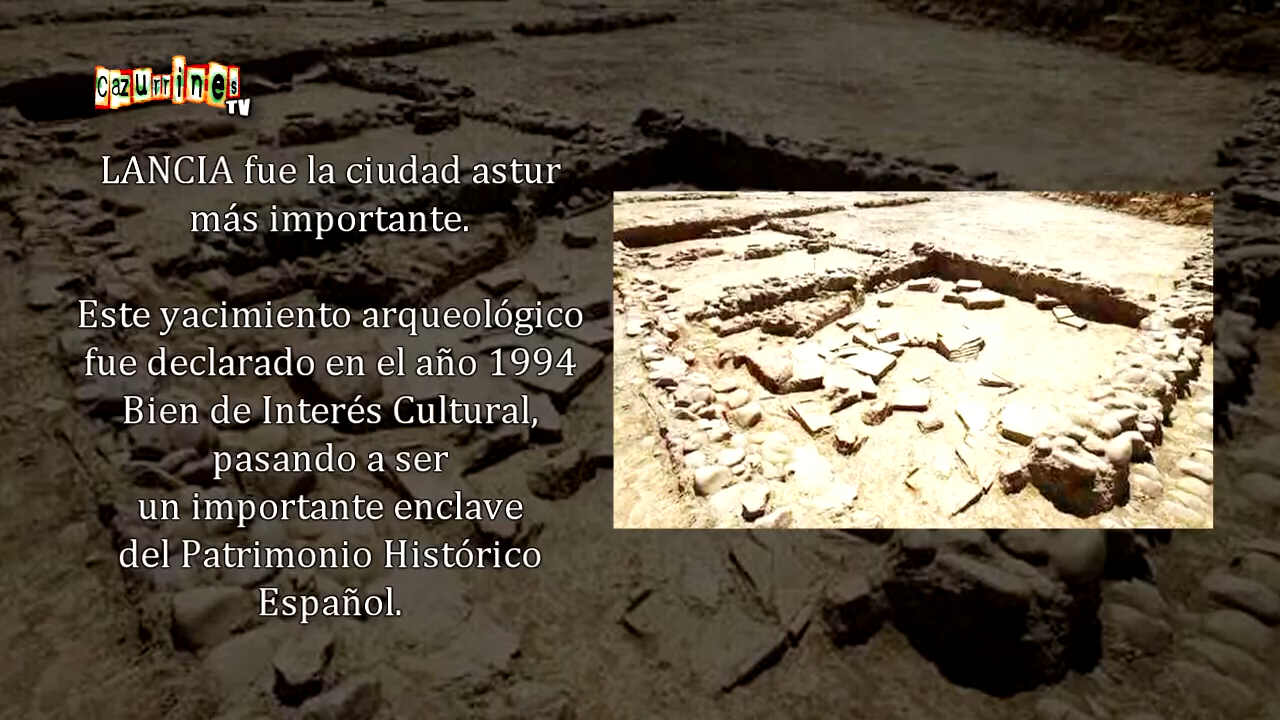 Cazurrines
TV
LANCIA fue la ciudad astur
más importante.
Este yacimiento arqueológico
fue declarado en el año 1994
Bien de Interés Cultural,
pasando a ser
un importante enclave
del Patrimonio Histórico
Español.